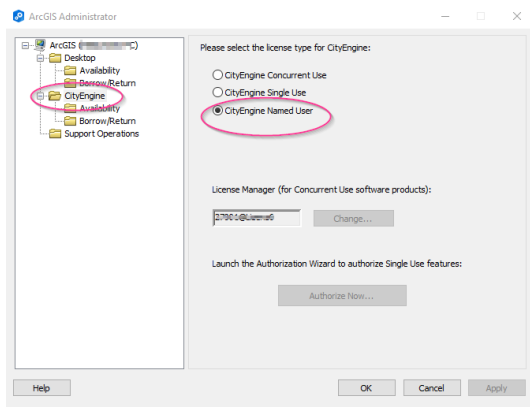 ArcGIS Administrator
ArcGIS (
Desktop
Availability
Borrow/Return
CityEngine
Availability
Borrow/Return
Support Operations
Please select the license type for CityEngine:
CityEngine Concurrent Use
CityEngine Single Use
CityEngine Named User
License Manager (for Concurrent Use software products):
Change...
Launch the Authorization Wizard to authorize Single Use features:
Authorize Now...
Help
OK
Cancel
Apply